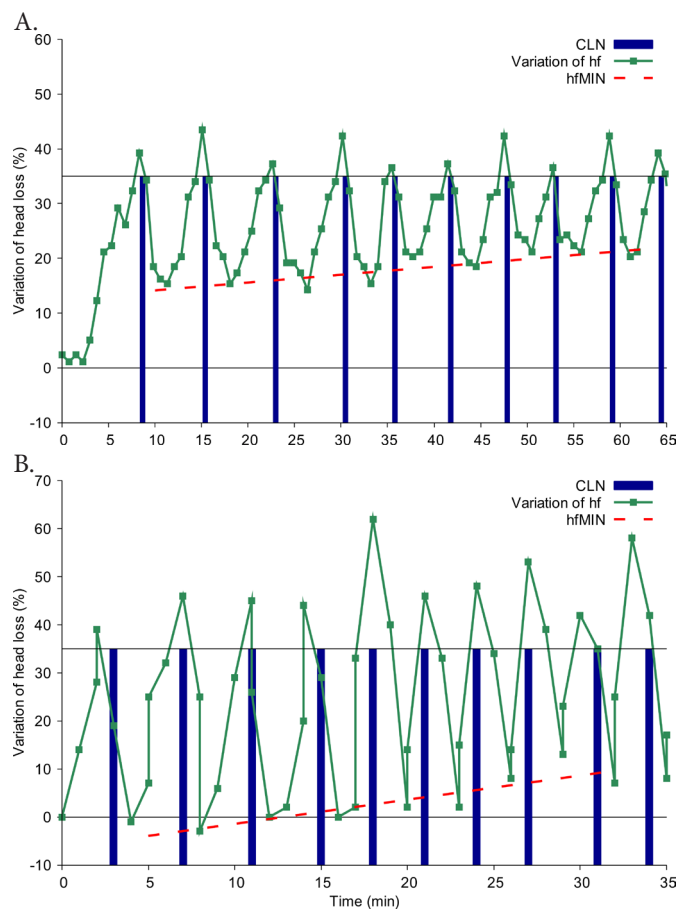 A.
60
50
40
30
20
10
0
-10
Variation of head loss (%)
CLN
Variation of hf
hfMIN
0 5 10 15 20 25 30 35 40 45 50 55 60 65
B.
70
60
50
40
30
20
10
0
-10
Variation of head loss (%)
CLN
Variation of hf
hfMIN
0 5 10 15 20 25 30 35
Time (min)